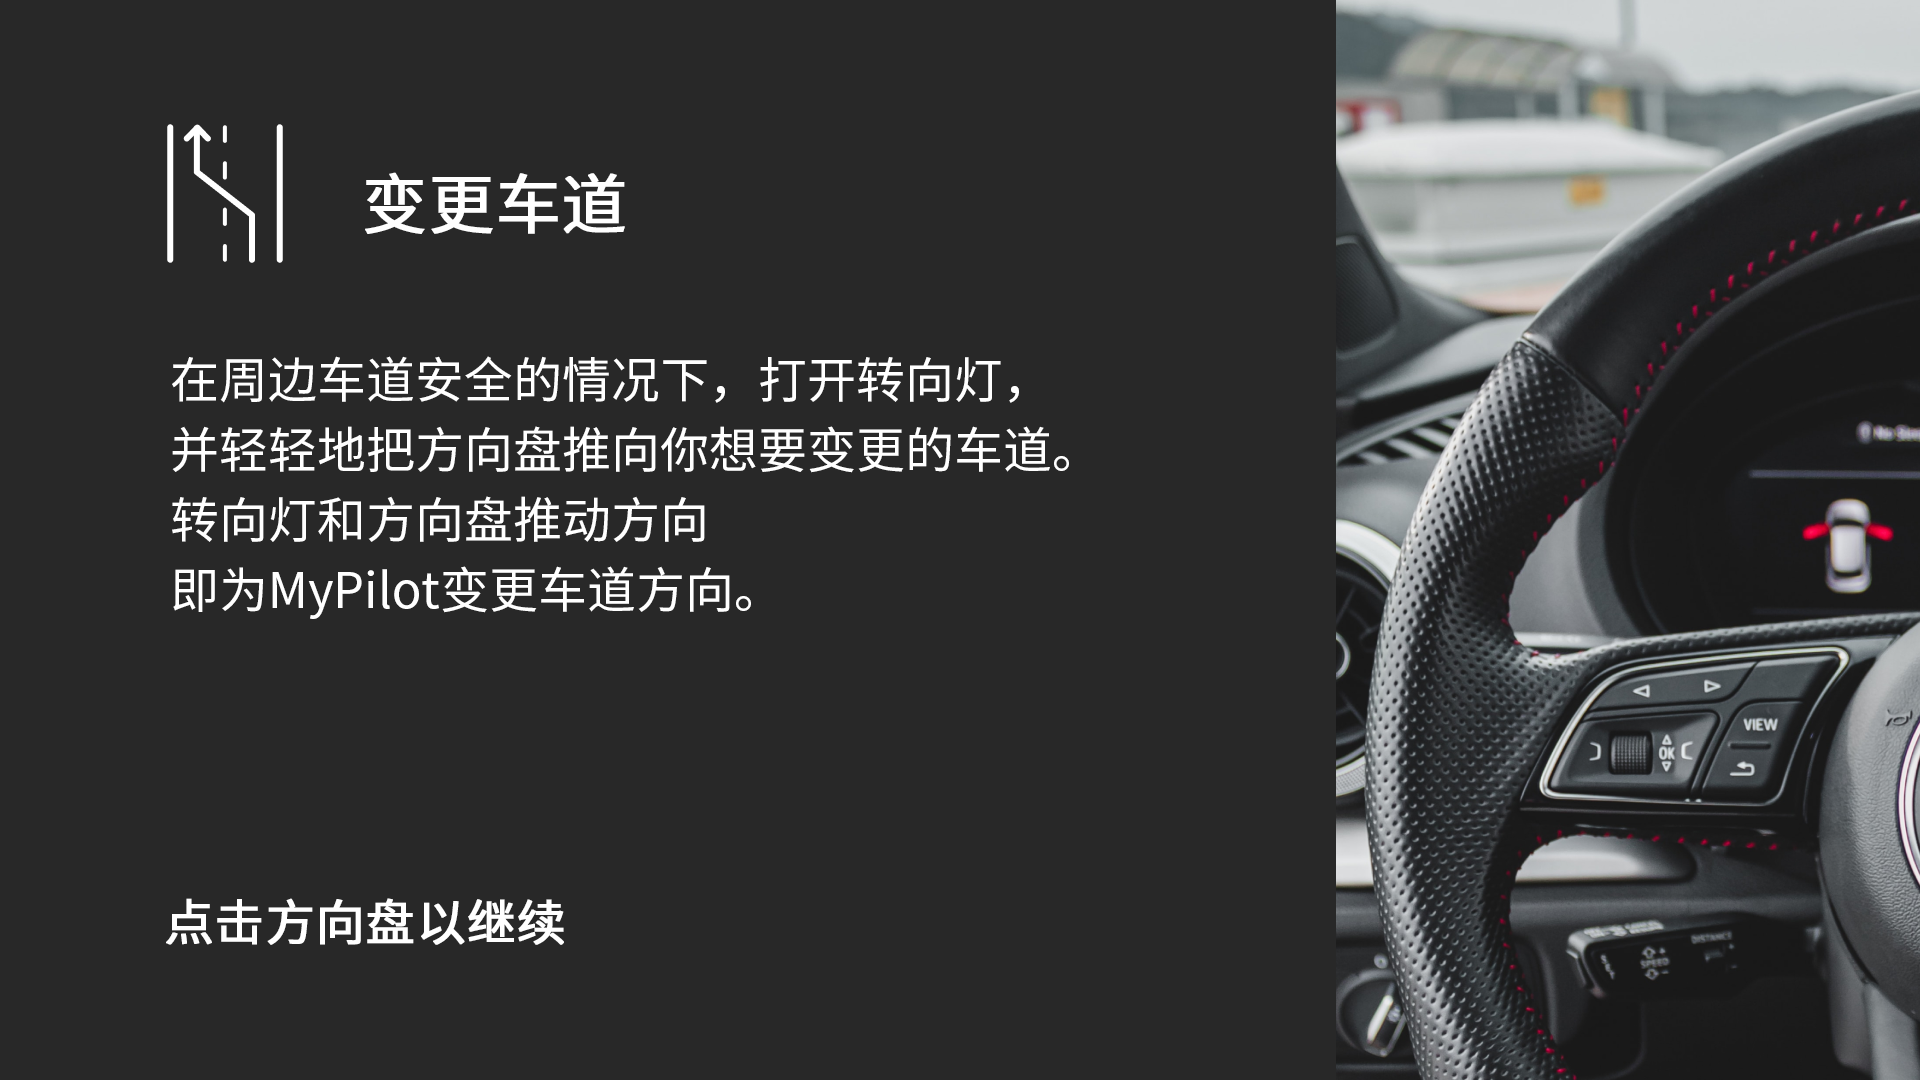 变更车道
在周边车道安全的情况下，打开转向灯，
并轻轻地把方向盘推向你想要变更的车道。
转向灯和方向盘推动方向
即为MyPilot变更车道方向。
点击方向盘以继续
VIEW
OK
DISTANCE
SPEED